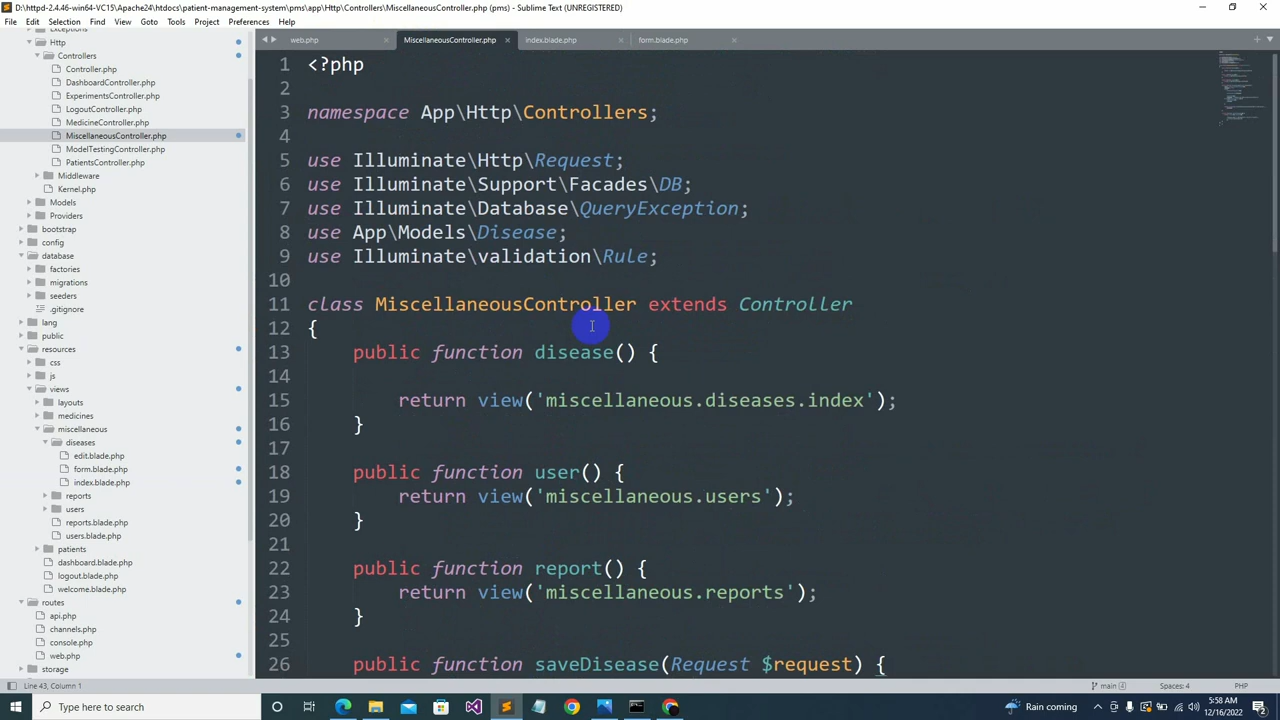 D:\httpd-2.4.46-win64-VC15\Apache24\htdocs\patient-management-system\pms\app\Http\Controllers\MiscellaneousController.php (pms) - Sublime Text (UNREGISTERED)
File Edit Selection Find View Goto Tools Project Preferences Help
Exceptions
Http
Controllers
Controller.php
DashboardController.php
ExperimentsController.php
LogoutController.php
MedicineController.php
MiscellaneousController.php
ModelTestingController.php
PatientsController.php
Middleware
Kernel.php
Models
Providers
bootstrap
config
database
factories
migrations
seeders
.gitignore
lang
public
resources
css
js
views
layouts
medicines
miscellaneous
diseases
edit.blade.php
form.blade.php
index.blade.php
reports
users
reports.blade.php
users.blade.php
patients
dashboard.blade.php
logout.blade.php
welcome.blade.php
routes
api.php
channels.php
console.php
web.php
storage
web.php MiscellaneousController.php index.blade.php form.blade.php
1 <?php
2
3 namespace App\Http\Controllers;
4
5 use Illuminate\Http\Request;
6 use Illuminate\Support\Facades\DB;
7 use Illuminate\Database\QueryException;
8 use App\Models\Disease;
9 use Illuminate\validation\Rule;
10
11 class MiscellaneousController extends Controller
12 {
13 public function disease() {
14
15 return view('miscellaneous.diseases.index');
16 }
17
18 public function user() {
19 return view('miscellaneous.users');
20 }
21
22 public function report() {
23 return view('miscellaneous.reports');
24 }
25
26 public function saveDisease(Request $request) {
Line 43, Column 1 main 4 Spaces: 4 PHP
Type here to search Rain coming 5:58 AM
12/16/2022 2